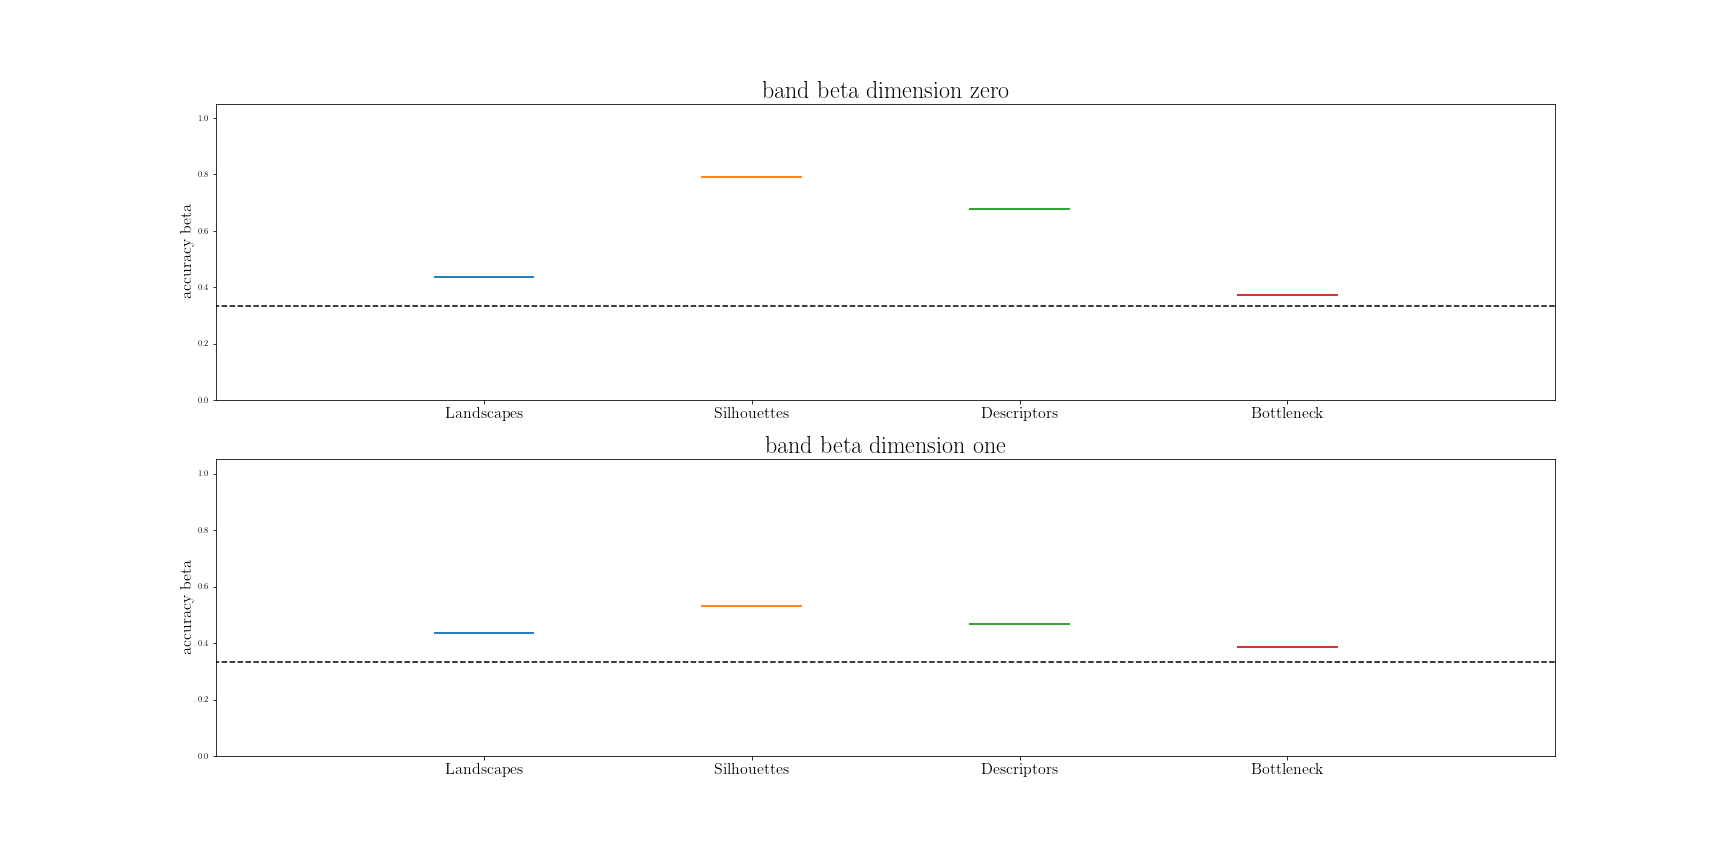 band beta dimension zero
1.0
0.8
0.6
0.4
0.2
0.0
accuracy beta
Landscapes Silhouettes Descriptors Bottleneck
band beta dimension one
1.0
0.8
0.6
0.4
0.2
0.0
accuracy beta
Landscapes Silhouettes Descriptors Bottleneck